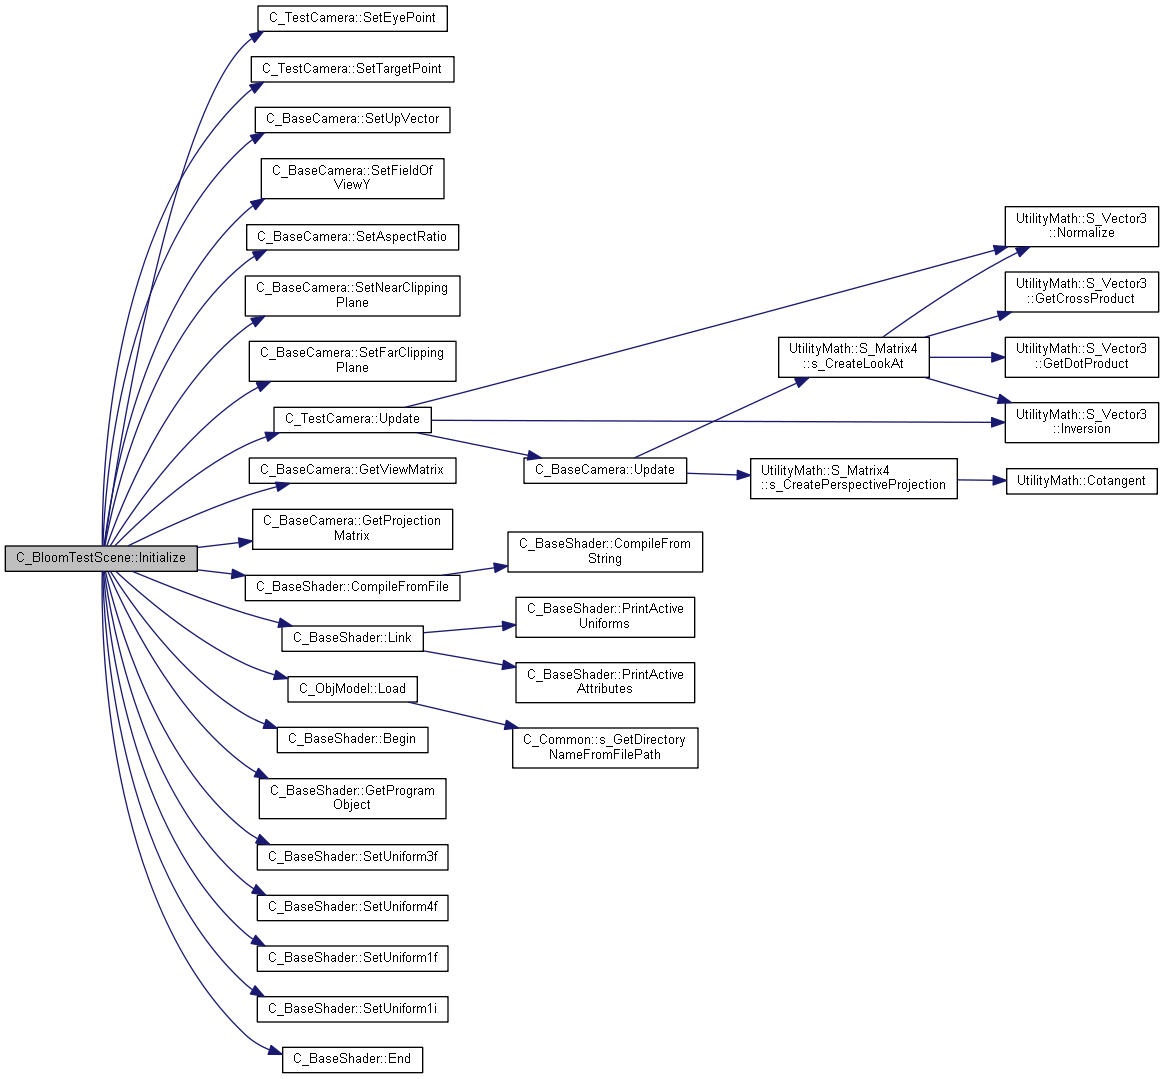 C_BloomTestScene::Initialize
C_TestCamera::SetEyePoint
C_TestCamera::SetTargetPoint
C_BaseCamera::SetUpVector
C_BaseCamera::SetFieldOf
ViewY
C_BaseCamera::SetAspectRatio
C_BaseCamera::SetNearClipping
Plane
C_BaseCamera::SetFarClipping
Plane
C_TestCamera::Update
C_BaseCamera::GetViewMatrix
C_BaseCamera::GetProjection
Matrix
C_BaseShader::CompileFromFile
C_BaseShader::Link
C_ObjModel::Load
C_BaseShader::Begin
C_BaseShader::GetProgram
Object
C_BaseShader::SetUniform3f
C_BaseShader::SetUniform4f
C_BaseShader::SetUniform1f
C_BaseShader::SetUniform1i
C_BaseShader::End
C_BaseCamera::Update
C_BaseShader::CompileFrom
String
C_BaseShader::PrintActive
Uniforms
C_BaseShader::PrintActive
Attributes
C_Common::s_GetDirectory
NameFromFilePath
UtilityMath::S_Matrix4
::s_CreateLookAt
UtilityMath::S_Matrix4
::s_CreatePerspectiveProjection
UtilityMath::S_Vector3
::Normalize
UtilityMath::S_Vector3
::GetCrossProduct
UtilityMath::S_Vector3
::GetDotProduct
UtilityMath::S_Vector3
::Inversion
UtilityMath::Cotangent